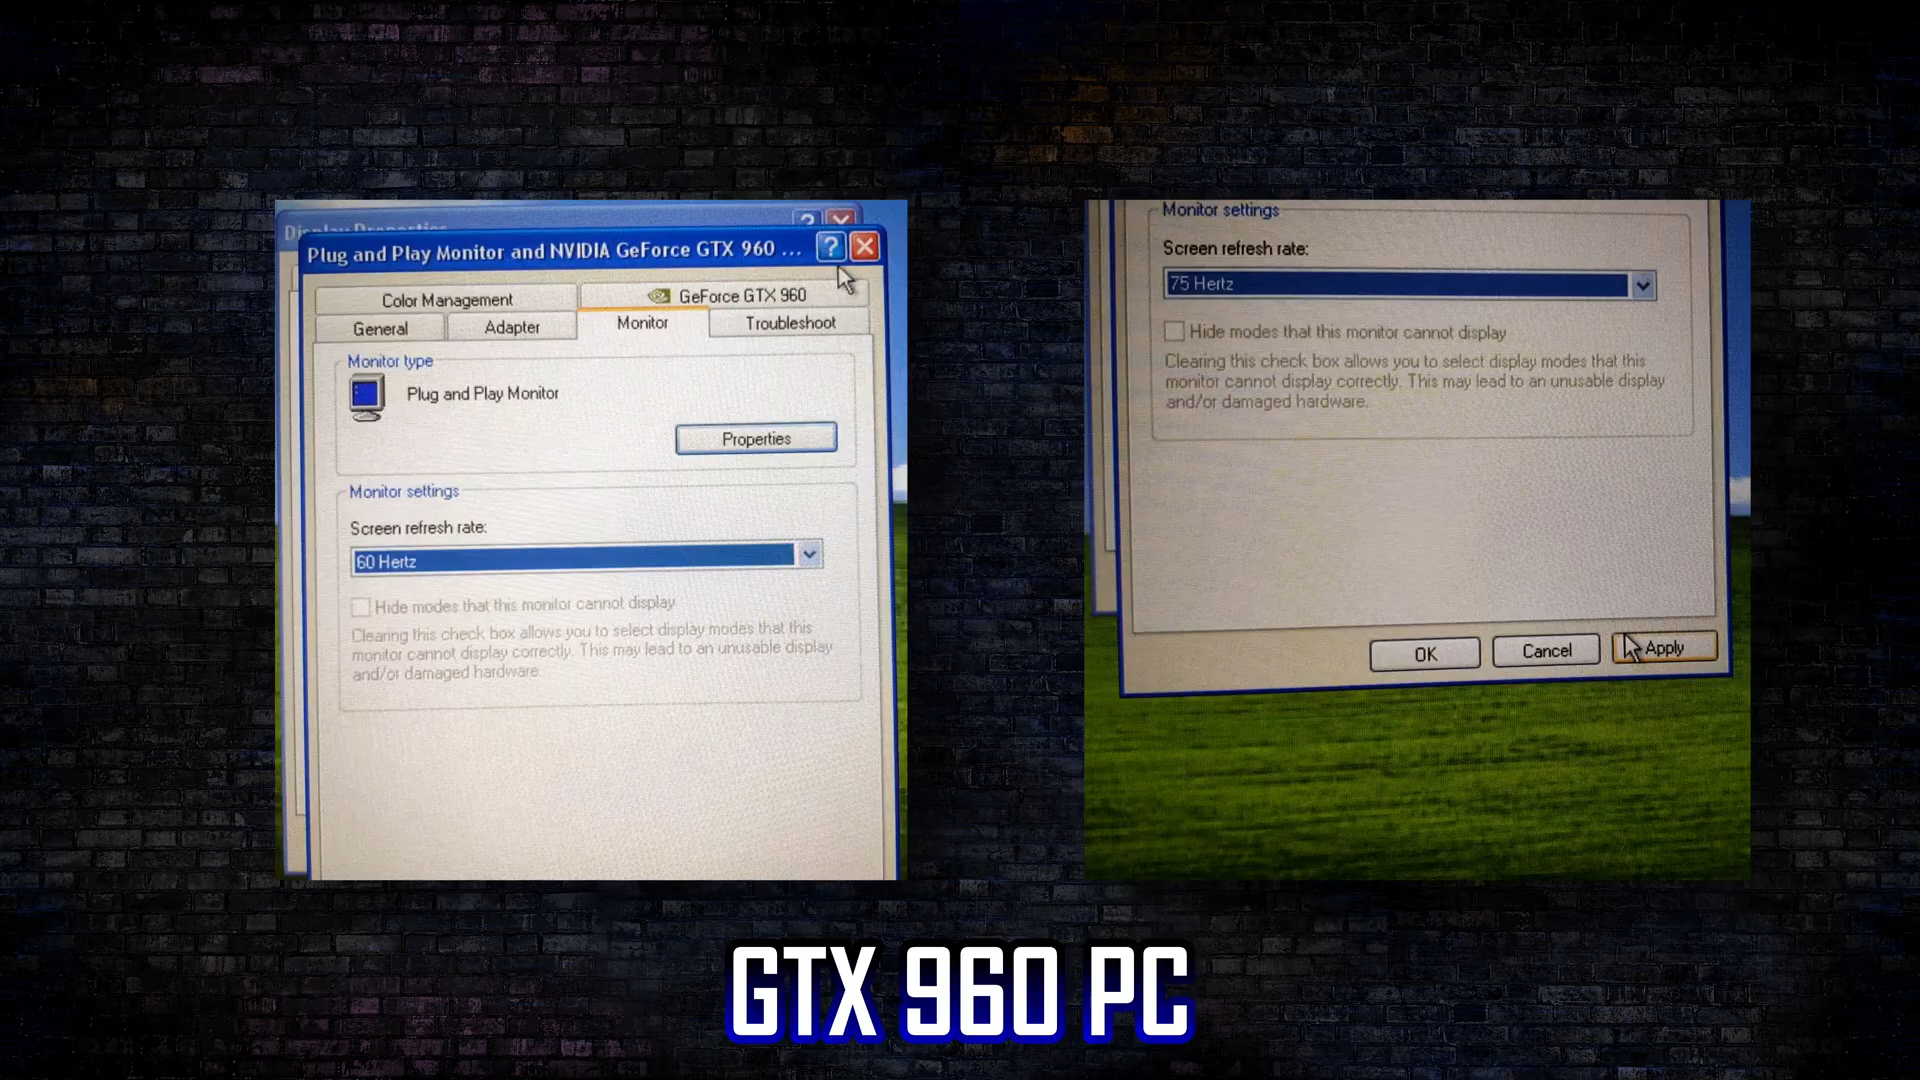 Display Properties
Plug and Play Monitor and NVIDIA GeForce GTX 960 ...
Color Management
GeForce GTX 960
General
Adapter
Monitor
Troubleshoot
Monitor type
Plug and Play Monitor
Properties
Monitor settings
Screen refresh rate:
60 Hertz
Hide modes that this monitor cannot display
Clearing this check box allows you to select display modes that this
monitor cannot display correctly. This may lead to an unusable display
and/or damaged hardware.
Monitor settings
Screen refresh rate:
75 Hertz
Hide modes that this monitor cannot display
Clearing this check box allows you to select display modes that this
monitor cannot display correctly. This may lead to an unusable display
and/or damaged hardware.
OK
Cancel
Apply
GTX 960 PC